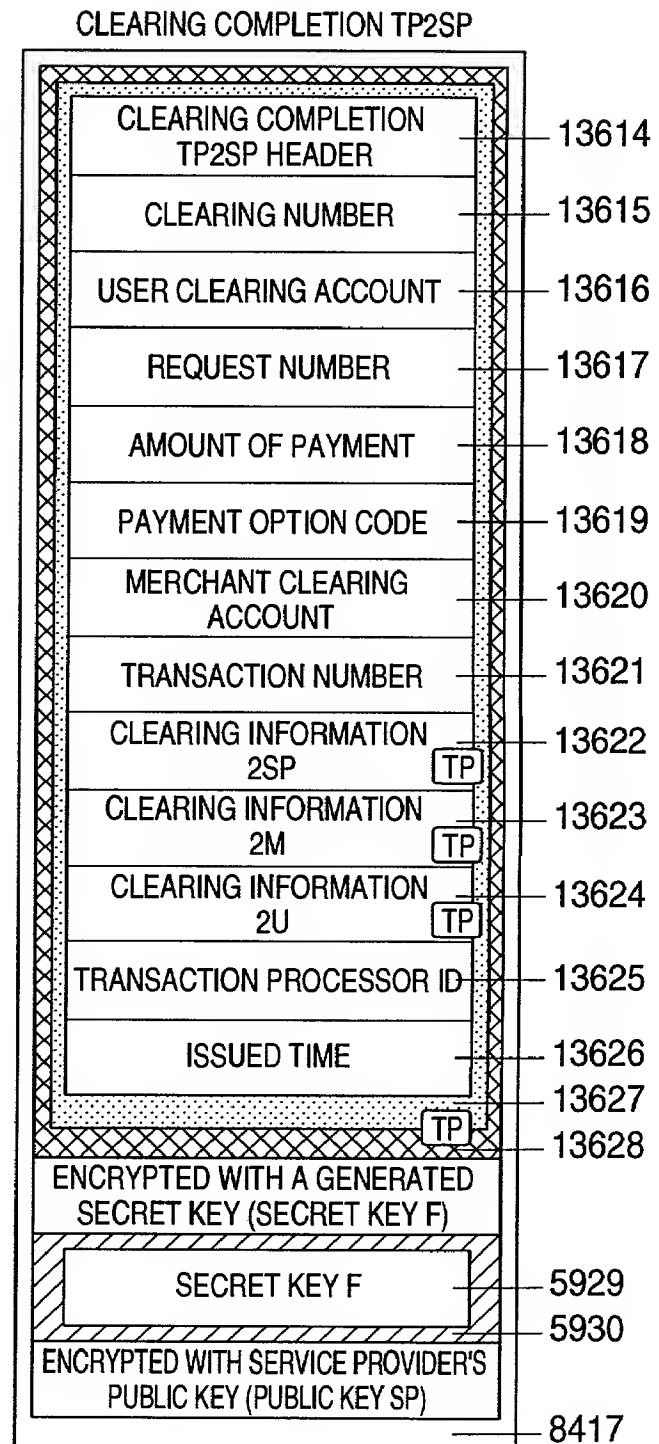 CLEARING COMPLETION TP2SP
CLEARING COMPLETION
TP2SP HEADER
13614
CLEARING NUMBER
13615
USER CLEARING ACCOUNT
13616
REQUEST NUMBER
13617
AMOUNT OF PAYMENT
13618
PAYMENT OPTION CODE
13619
MERCHANT CLEARING
ACCOUNT
13620
TRANSACTION NUMBER
13621
CLEARING INFORMATION
2SP
TP
13622
CLEARING INFORMATION
2M
TP
13623
CLEARING INFORMATION
2U
TP
13624
TRANSACTION PROCESSOR ID
13625
ISSUED TIME
13626
13627
TP
13628
ENCRYPTED WITH A GENERATED
SECRET KEY (SECRET KEY F)
SECRET KEY F
5929
5930
ENCRYPTED WITH SERVICE PROVIDER'S
PUBLIC KEY (PUBLIC KEY SP)
8417